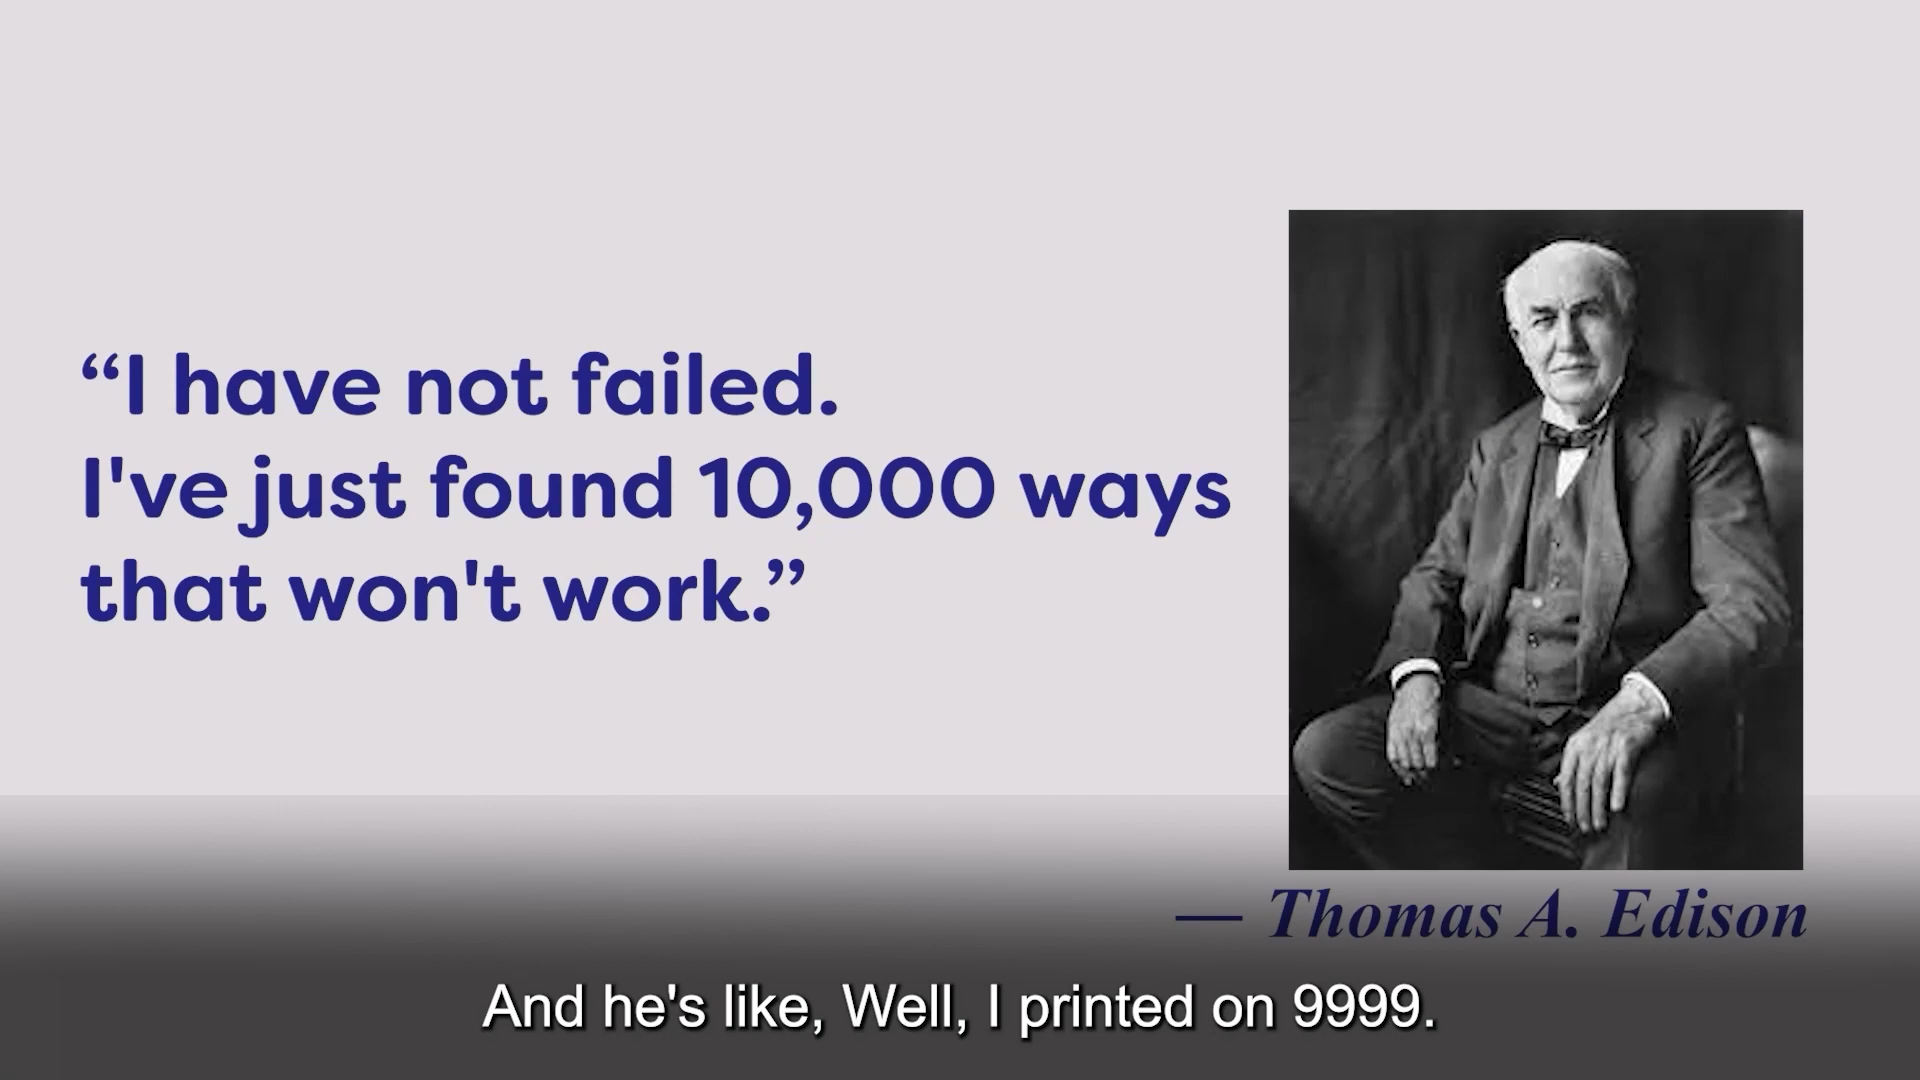 “I have not failed.
I've just found 10,000 ways
that won't work.”
— Thomas A. Edison
And he's like, Well, I printed on 9999.